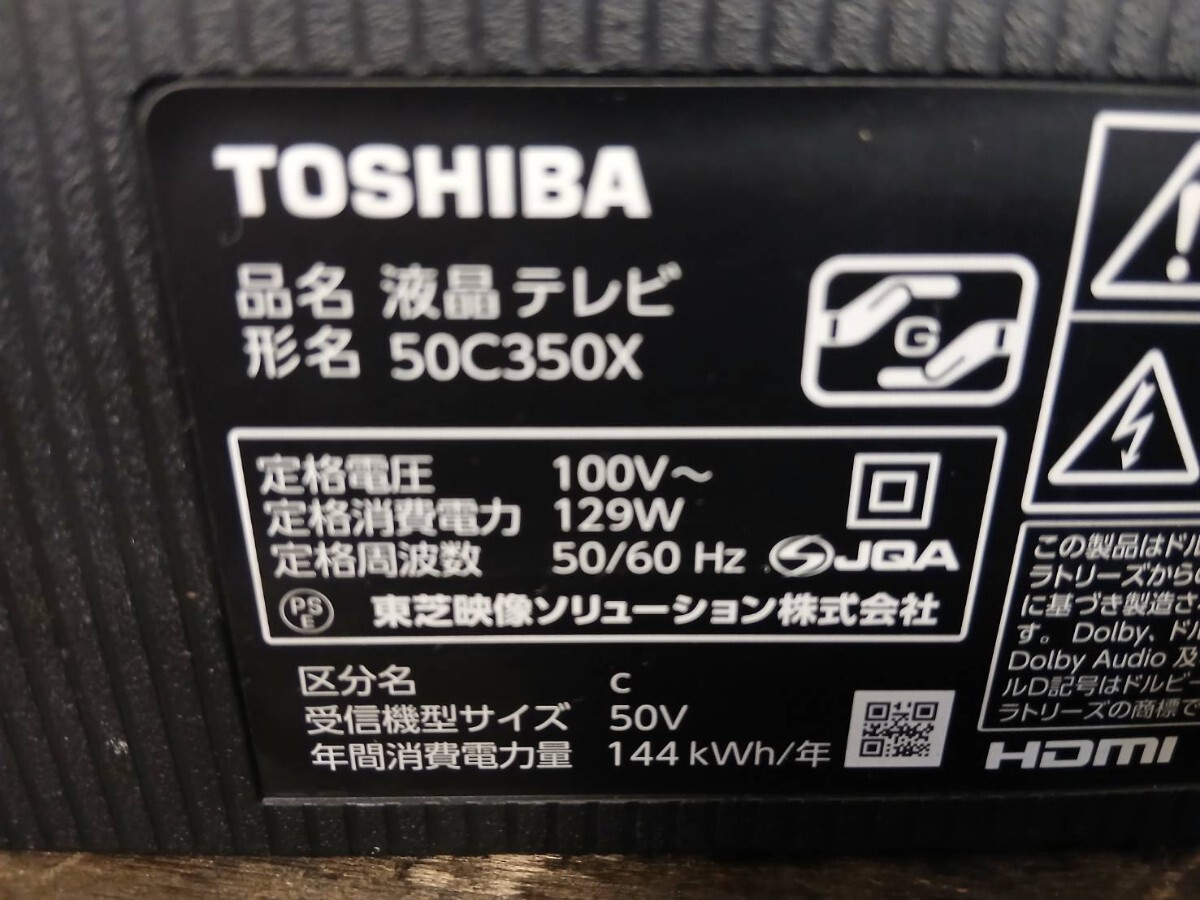 TOSHIBA
品名 液晶テレビ
形名 50C350X
G
定格電圧 100V～
定格消費電力 129W
定格周波数 50/60 Hz
JQA
PS
E
東芝映像ソリューション株式会社
区分名 c
受信機型サイズ 50V
年間消費電力量 144 kWh/年
この製品はドル
ラトリーズから
に基づき製造さ
す。Dolby、ドル
Dolby Audio 及
ルD記号はドルビー
ラトリーズの商標で
HDMI